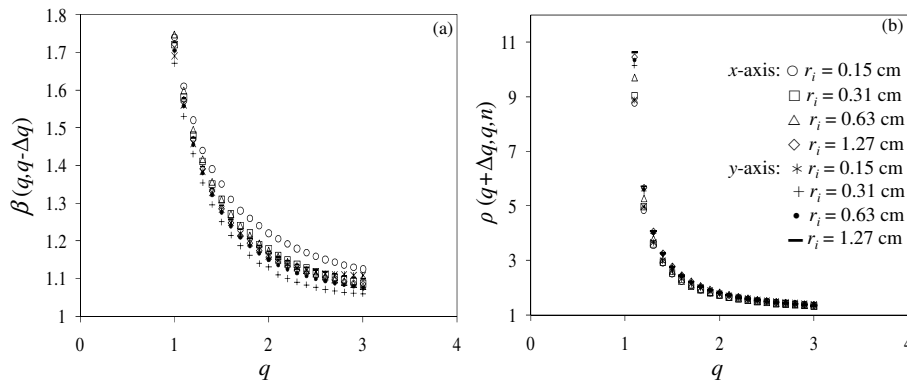 (a)
1.8
1.7
1.6
1.5
1.4
1.3
1.2
1.1
1
0 1 2 3 4
β (q,q-Δq)
q
(b)
11
9
7
5
3
1
0 1 2 3 4
ρ (q+Δq,q,n)
q
x-axis: ○ r_i = 0.15 cm
□ r_i = 0.31 cm
△ r_i = 0.63 cm
◇ r_i = 1.27 cm
y-axis: ✳ r_i = 0.15 cm
+ r_i = 0.31 cm
• r_i = 0.63 cm
– r_i = 1.27 cm